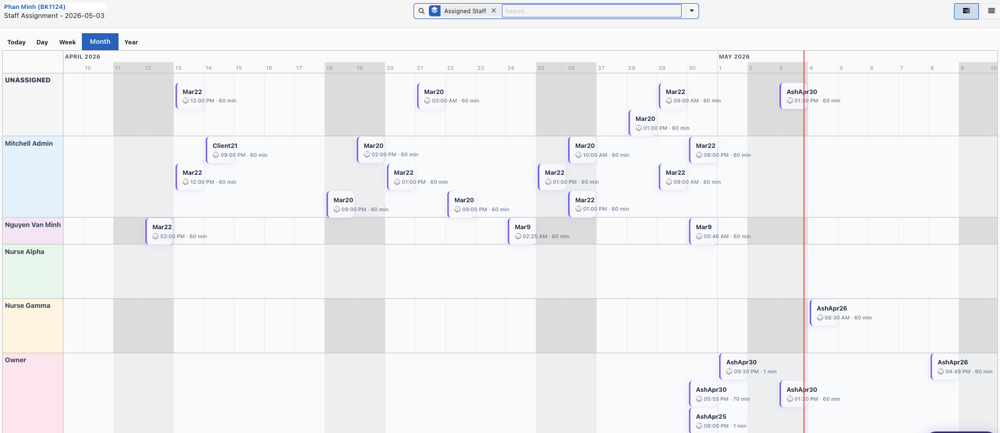 Phan Minh (BK1124)
Staff Assignment - 2026-05-03
Assigned Staff
Search...
Today Day Week Month Year
APRIL 2026 MAY 2026
10 11 12 13 14 15 16 17 18 19 20 21 22 23 24 25 26 27 28 29 30 1 2 3 4 5 6 7 8 9 10
UNASSIGNED
Mar22 Mar20 Mar22 AshApr30
12:00 PM · 60 min 03:00 AM · 60 min 09:00 AM · 60 min 01:30 PM · 60 min
Mar20
01:00 PM · 60 min
Mitchell Admin
Client21 Mar20 Mar20 Mar22
09:00 PM · 60 min 02:00 PM · 60 min 10:00 AM · 60 min 08:00 PM · 60 min
Mar22 Mar22 Mar22 Mar22
12:00 PM · 60 min 01:00 PM · 60 min 01:00 PM · 60 min 09:00 AM · 60 min
Mar20 Mar20 Mar22
09:00 PM · 60 min 09:00 PM · 60 min 01:00 PM · 60 min
Nguyen Van Minh
Mar22 Mar9 Mar9
02:00 PM · 60 min 02:25 AM · 60 min 05:46 AM · 60 min
Nurse Alpha
Nurse Gamma
AshApr26
08:30 AM · 60 min
Owner
AshApr30 AshApr26
09:30 PM · 1 min 04:49 PM · 60 min
AshApr30 AshApr30
05:55 PM · 70 min 01:30 PM · 60 min
AshApr25
08:00 PM · 1 min